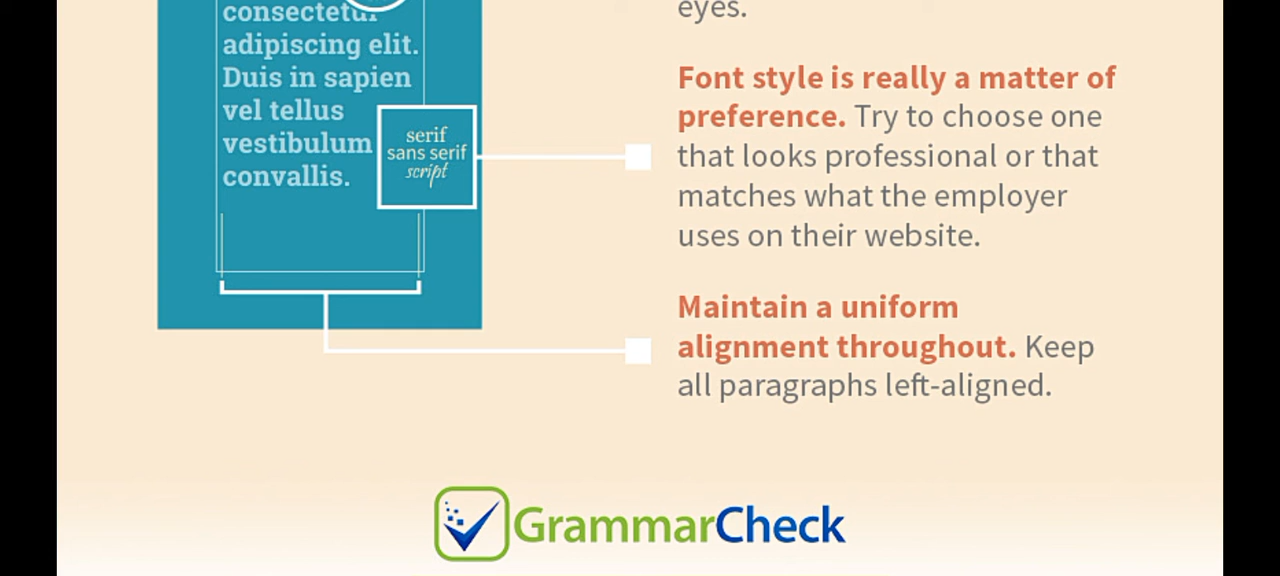 consectetur
adipiscing elit.
Duis in sapien
vel tellus
vestibulum
convallis.
serif
sans serif
script
eyes.
Font style is really a matter of
preference. Try to choose one
that looks professional or that
matches what the employer
uses on their website.
Maintain a uniform
alignment throughout. Keep
all paragraphs left-aligned.
GrammarCheck